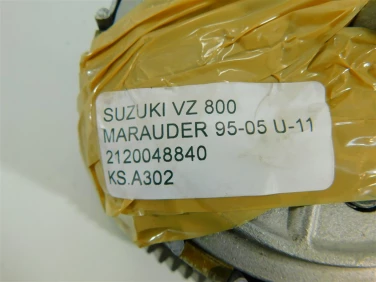 SUZUKI VZ 800
MARAUDER 95-05 U-11
2120048840
KS.A302